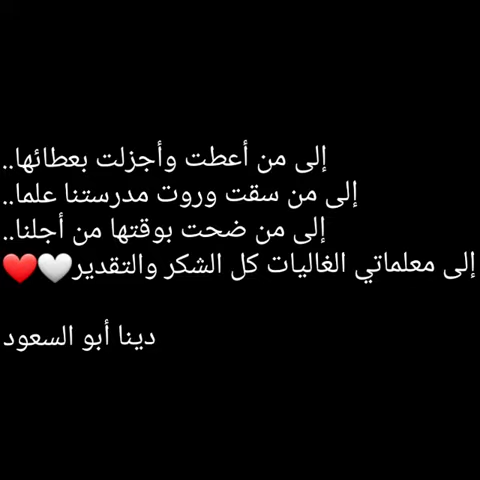 إلى من أعطت وأجزلت بعطائها..
إلى من سقت وروت مدرستنا علما..
إلى من ضحت بوقتها من أجلنا..
إلى معلماتي الغاليات كل الشكر والتقدير🤍❤️
دينا أبو السعود